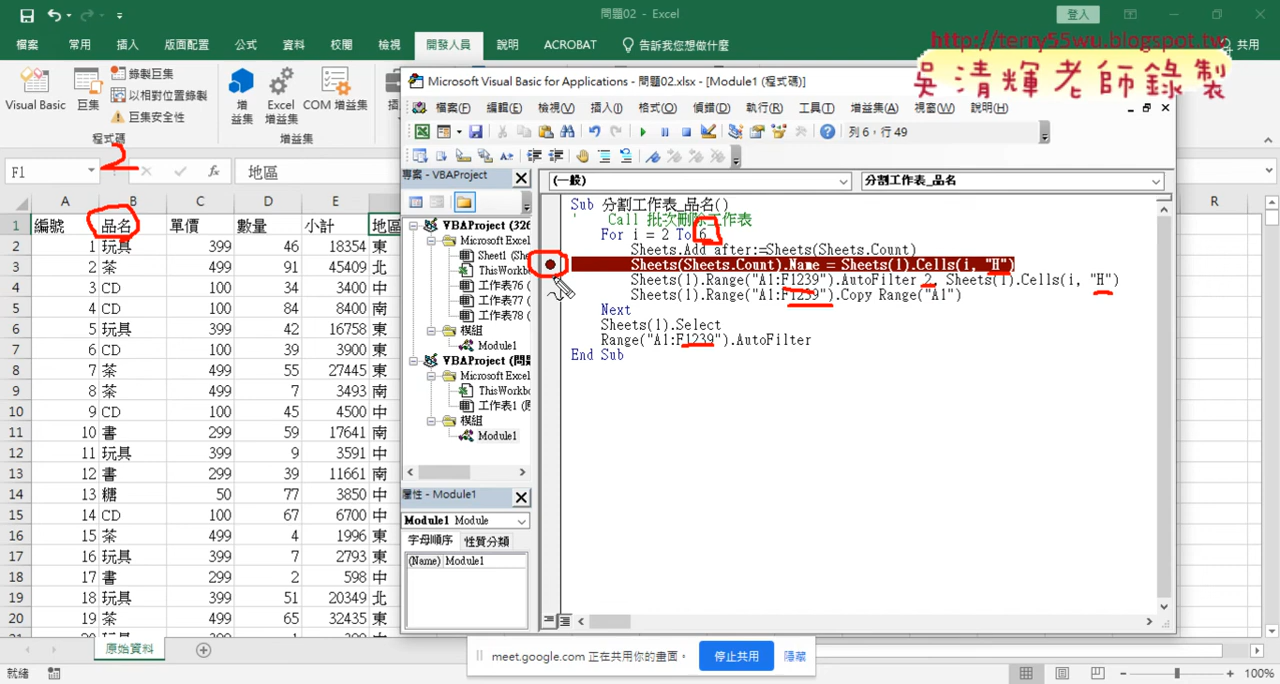 問題02 - Excel
登入
檔案 常用 插入 版面配置 公式 資料 校閱 檢視 開發人員 說明 ACROBAT 告訴我您想做什麼 共用
http://terry55wu.blogspot.tw
吳清輝老師錄製
Visual Basic 巨集 錄製巨集 以相對位置錄製 巨集安全性
增益集 Excel 增益集 COM 增益集
程式碼 增益集
2
F1 fx 地區
A B C D E R
1 編號 品名 單價 數量 小計 地區
2 1 玩具 399 46 18354 東
3 2 茶 499 91 45409 北
4 3 CD 100 34 3400 中
5 4 CD 100 84 8400 南
6 5 玩具 399 42 16758 東
7 6 CD 100 39 3900 東
8 7 茶 499 55 27445 東
9 8 茶 499 7 3493 南
10 9 CD 100 45 4500 中
11 10 書 299 59 17641 南
12 11 玩具 399 9 3591 中
13 12 書 299 39 11661 南
14 13 糖 50 77 3850 中
15 14 CD 100 67 6700 中
16 15 茶 499 4 1996 東
17 16 玩具 399 7 2793 東
18 17 書 299 2 598 中
19 18 玩具 399 51 20349 北
20 19 茶 499 65 32435 東
原始資料
就緒
100%
Microsoft Visual Basic for Applications - 問題02.xlsx - [Module1 (程式碼)]
檔案(F) 編輯(E) 檢視(V) 插入(I) 格式(O) 偵錯(D) 執行(R) 工具(T) 增益集(A) 視窗(W) 說明(H)
列 6，行 49
專案 - VBAProject
VBAProject (326
Microsoft Excel
Sheet1 (She
ThisWorkbo
工作表76
工作表77
工作表78
模組
Module1
VBAProject (問
Microsoft Excel
ThisWorkbo
工作表1 (原
模組
Module1
屬性 - Module1
Module1 Module
字母順序 性質分類
(Name) Module1
(一般) 分割工作表_品名
Sub 分割工作表_品名()
' Call 批次刪除工作表
For i = 2 To 6
Sheets.Add after:=Sheets(Sheets.Count)
Sheets(Sheets.Count).Name = Sheets(1).Cells(i, "H")
Sheets(1).Range("A1:F1239").AutoFilter 2, Sheets(1).Cells(i, "H")
Sheets(1).Range("A1:F1239").Copy Range("A1")
Next
Sheets(1).Select
Range("A1:F1239").AutoFilter
End Sub
meet.google.com 正在共用你的畫面。 停止共用 隱藏